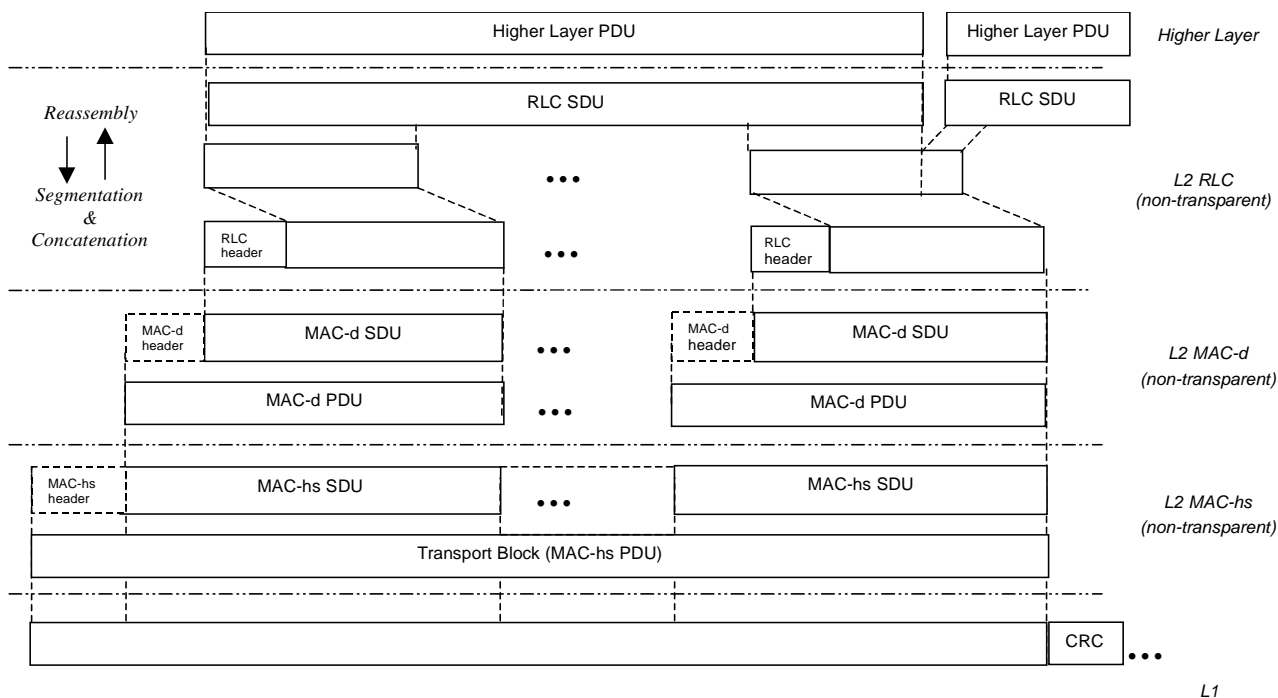 Higher Layer PDU
Higher Layer PDU
Higher Layer
RLC SDU
RLC SDU
Reassembly
Segmentation
&
Concatenation
•••
L2 RLC
(non-transparent)
RLC
header
•••
RLC
header
MAC-d
header
MAC-d SDU
•••
MAC-d
header
MAC-d SDU
L2 MAC-d
(non-transparent)
MAC-d PDU
•••
MAC-d PDU
MAC-hs
header
MAC-hs SDU
•••
MAC-hs SDU
L2 MAC-hs
(non-transparent)
Transport Block (MAC-hs PDU)
CRC
•••
L1